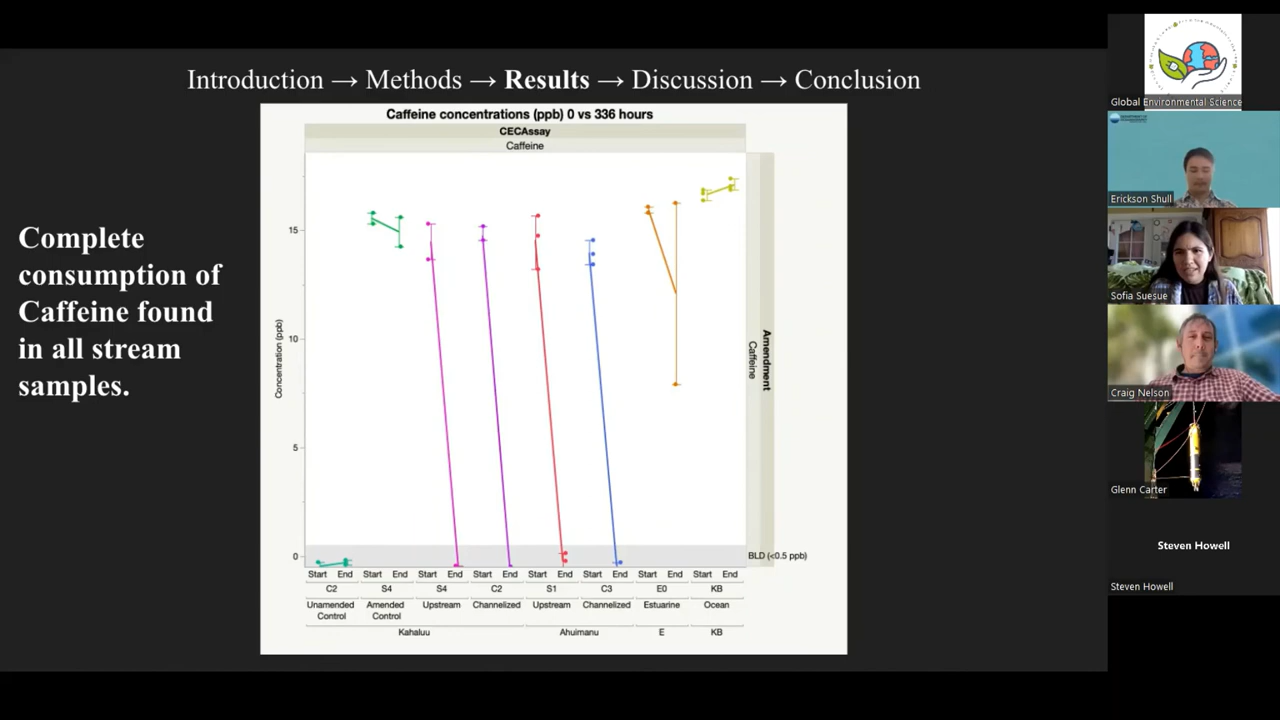 Introduction → Methods → Results → Discussion → Conclusion
Complete
consumption of
Caffeine found
in all stream
samples.
Caffeine concentrations (ppb) 0 vs 336 hours
CECAssay
Caffeine
Concentration (ppb)
15
10
5
0
Amendment
Caffeine
BLD (<0.5 ppb)
Start End Start End Start End Start End Start End Start End Start End Start End
C2 S4 S4 C2 S1 C3 E0 KB
Unamended Control Amended Control Upstream Channelized Upstream Channelized Estuarine Ocean
Kahaluu Ahuimanu E KB
Global Environmental Science
Erickson Shull
Sofia Suesue
Craig Nelson
Glenn Carter
Steven Howell
Steven Howell